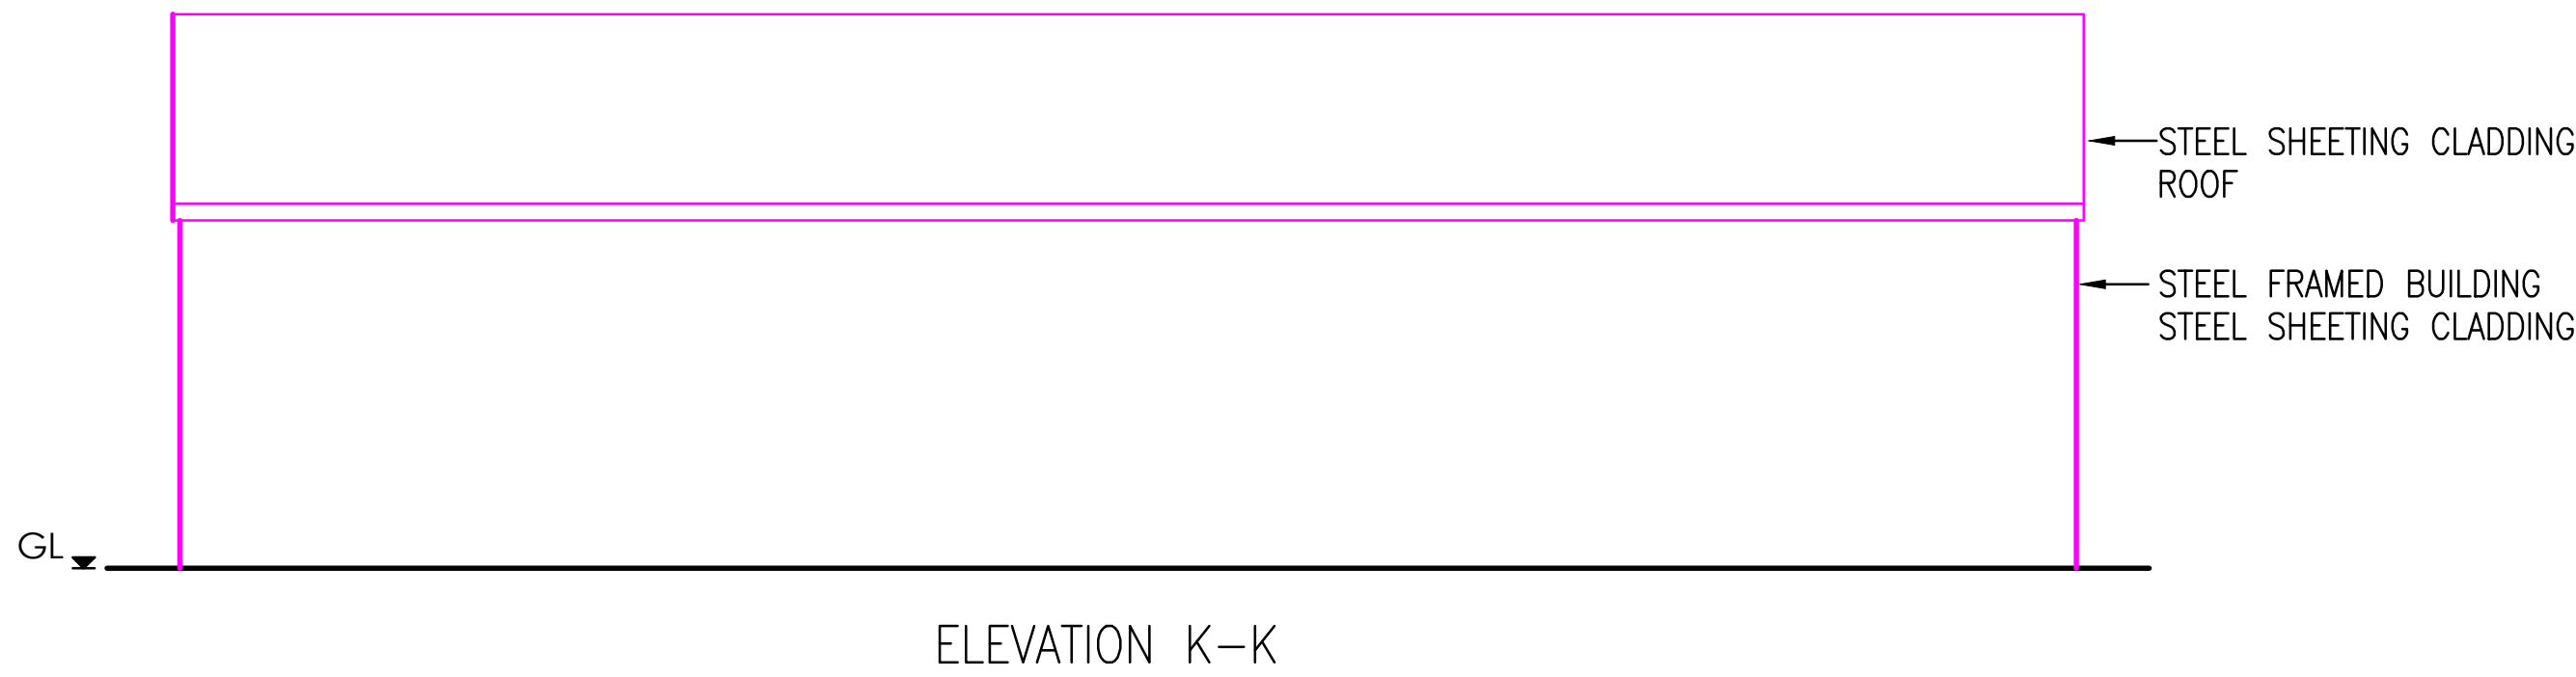 STEEL SHEETING CLADDING
ROOF
STEEL FRAMED BUILDING
STEEL SHEETING CLADDING
GL
ELEVATION K-K